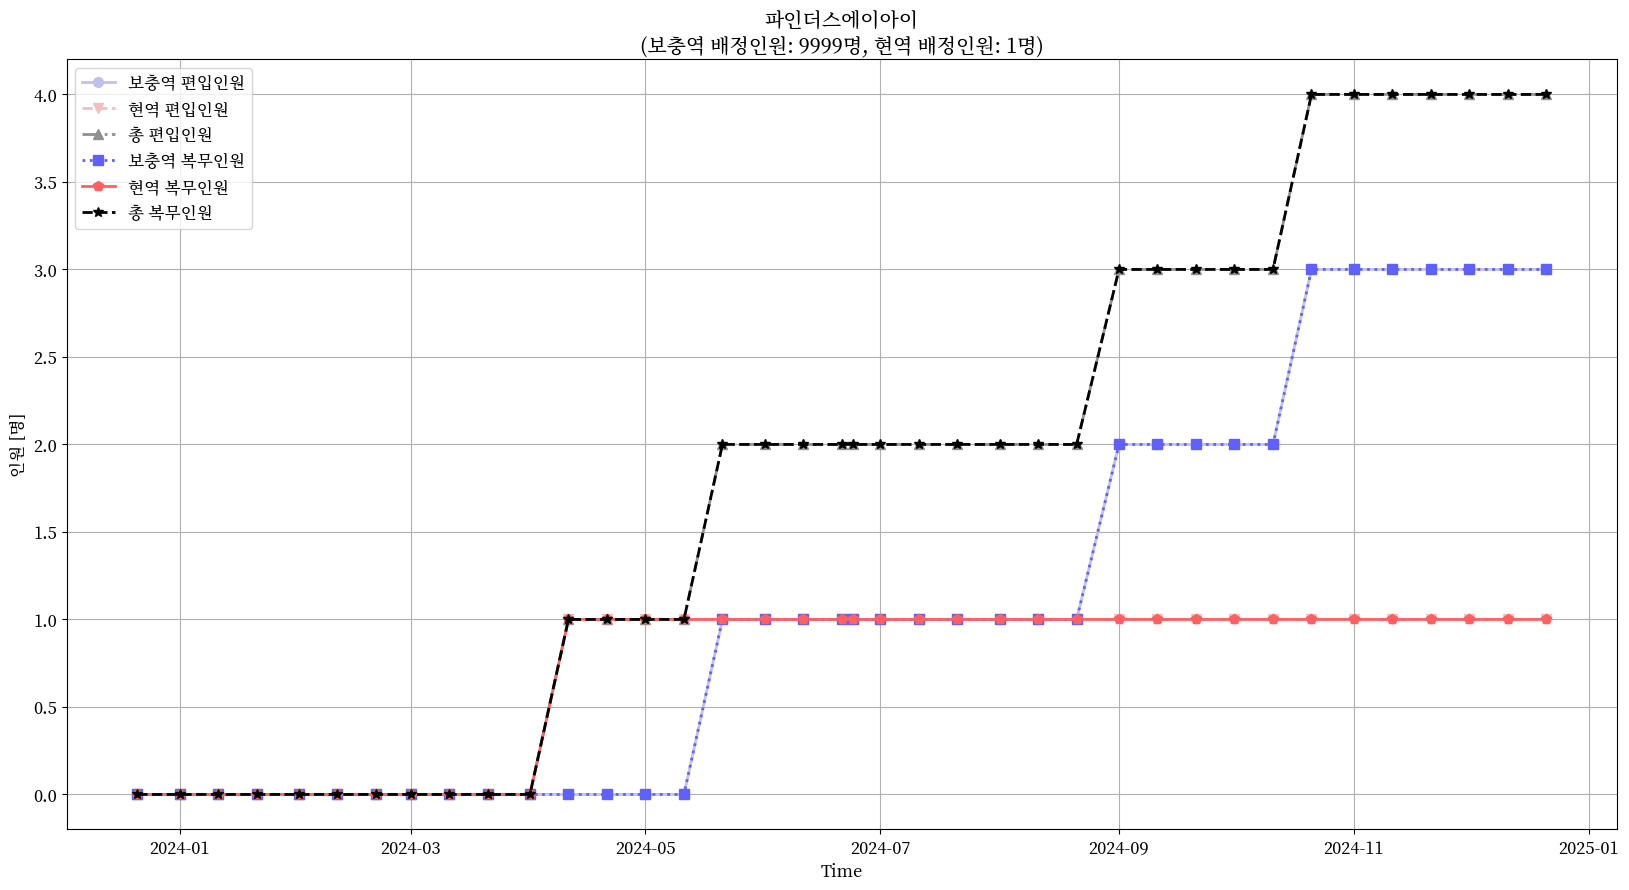 파인더스에이아이
(보충역 배정인원: 9999명, 현역 배정인원: 1명)
보충역 편입인원
현역 편입인원
총 편입인원
보충역 복무인원
현역 복무인원
총 복무인원
인원 [명]
4.0
3.5
3.0
2.5
2.0
1.5
1.0
0.5
0.0
2024-01
2024-03
2024-05
2024-07
2024-09
2024-11
2025-01
Time